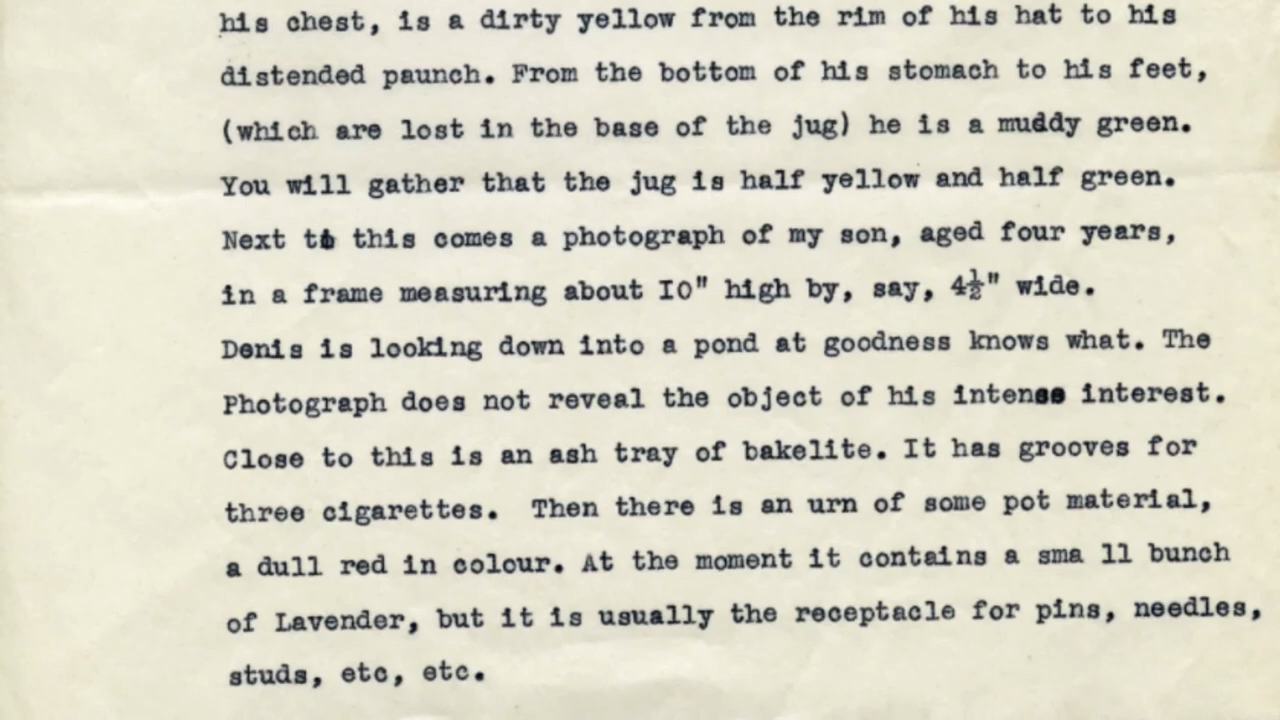 his chest, is a dirty yellow from the rim of his hat to his
distended paunch. From the bottom of his stomach to his feet,
(which are lost in the base of the jug) he is a muddy green.
You will gather that the jug is half yellow and half green.
Next to this comes a photograph of my son, aged four years,
in a frame measuring about IO" high by, say, 4½" wide.
Denis is looking down into a pond at goodness knows what. The
Photograph does not reveal the object of his intense interest.
Close to this is an ash tray of bakelite. It has grooves for
three cigarettes.  Then there is an urn of some pot material,
a dull red in colour. At the moment it contains a sma ll bunch
of Lavender, but it is usually the receptacle for pins, needles,
studs, etc, etc.